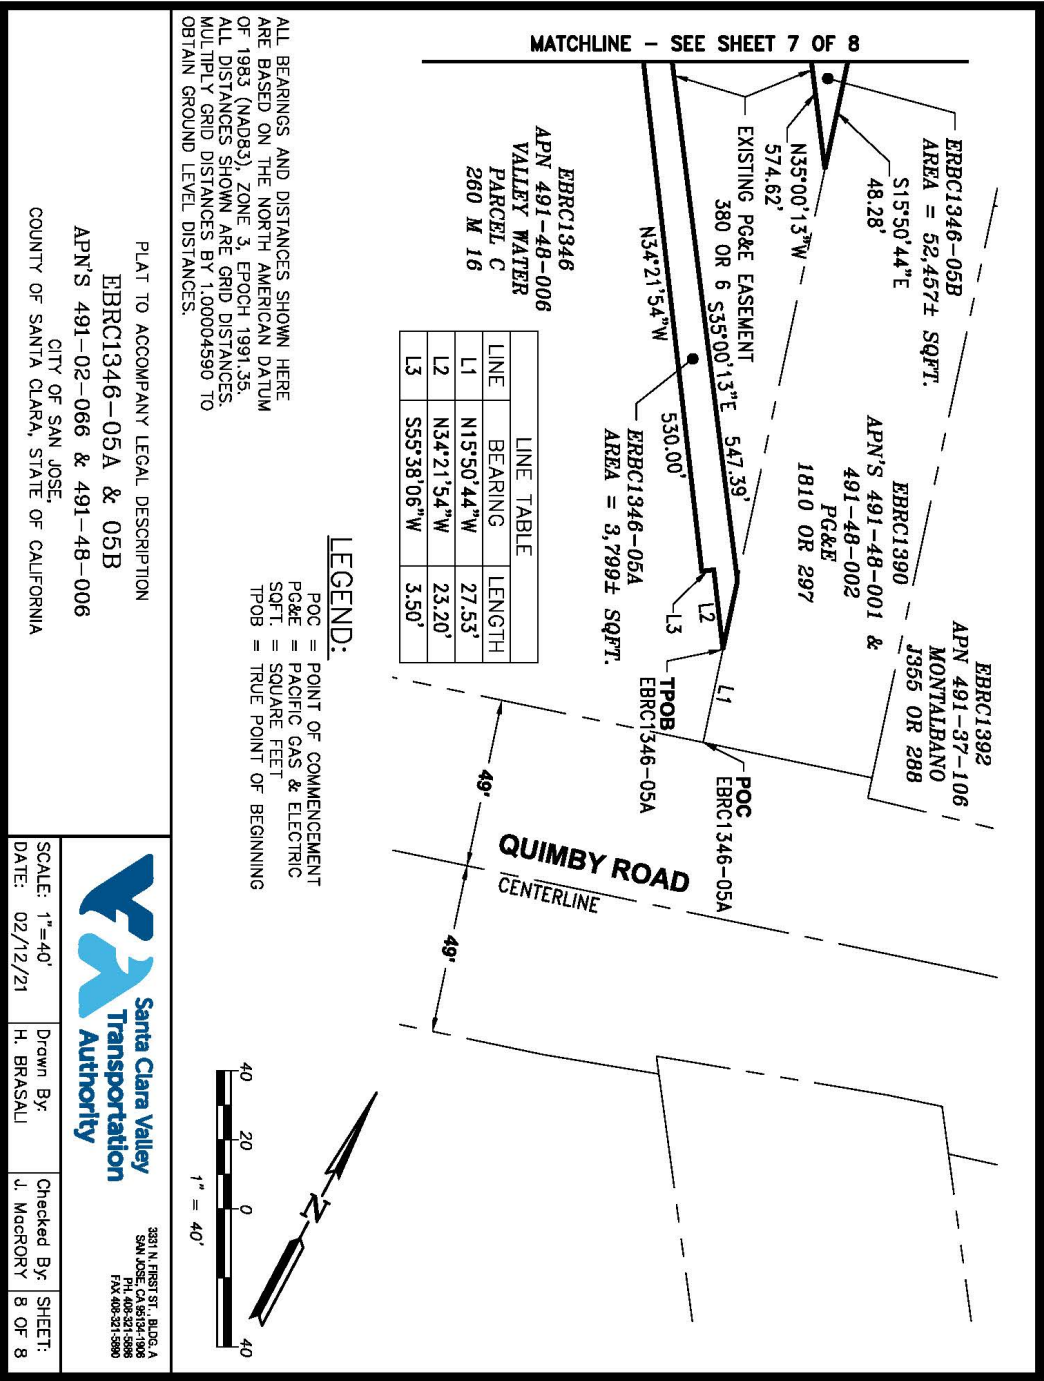 MATCHLINE - SEE SHEET 7 OF 8
ERBC1346-05B
AREA = 52,457± SQFT.
S15°50'44"E
48.28'
N35°00'13"W
574.62'
EXISTING PG&E EASEMENT
380 OR 6
S35°00'13"E 547.39'
N34°21'54"W 530.00'
ERBC1346-05A
AREA = 3,799± SQFT.
EBRC1346
APN 491-48-006
VALLEY WATER
PARCEL C
260 M 16
EBRC1390
APN'S 491-48-001 &
491-48-002
PG&E
1810 OR 297
EBRC1392
APN 491-37-106
MONTALBANO
J355 OR 288
L2
L3
L1
TPOB
EBRC1346-05A
POC
EBRC1346-05A
49'
49'
QUIMBY ROAD
CENTERLINE
LINE TABLE
LINE BEARING LENGTH
L1 N15°50'44"W 27.53'
L2 N34°21'54"W 23.20'
L3 S55°38'06"W 3.50'
LEGEND:
POC = POINT OF COMMENCEMENT
PG&E = PACIFIC GAS & ELECTRIC
SQFT. = SQUARE FEET
TPOB = TRUE POINT OF BEGINNING
ALL BEARINGS AND DISTANCES SHOWN HERE
ARE BASED ON THE NORTH AMERICAN DATUM
OF 1983 (NAD83), ZONE 3, EPOCH 1991.35.
ALL DISTANCES SHOWN ARE GRID DISTANCES.
MULTIPLY GRID DISTANCES BY 1.00004590 TO
OBTAIN GROUND LEVEL DISTANCES.
N
40 20 0 40
1" = 40'
PLAT TO ACCOMPANY LEGAL DESCRIPTION
EBRC1346-05A & 05B
APN'S 491-02-066 & 491-48-006
CITY OF SAN JOSE,
COUNTY OF SANTA CLARA, STATE OF CALIFORNIA
Santa Clara Valley
Transportation
Authority
3331 N. FIRST ST., BLDG. A
SAN JOSE, CA 95134-1906
PH. 408-321-5886
FAX 408-321-5890
SCALE: 1"=40'
DATE: 02/12/21
Drawn By:
H. BRASALI
Checked By:
J. MacRORY
SHEET:
8 OF 8